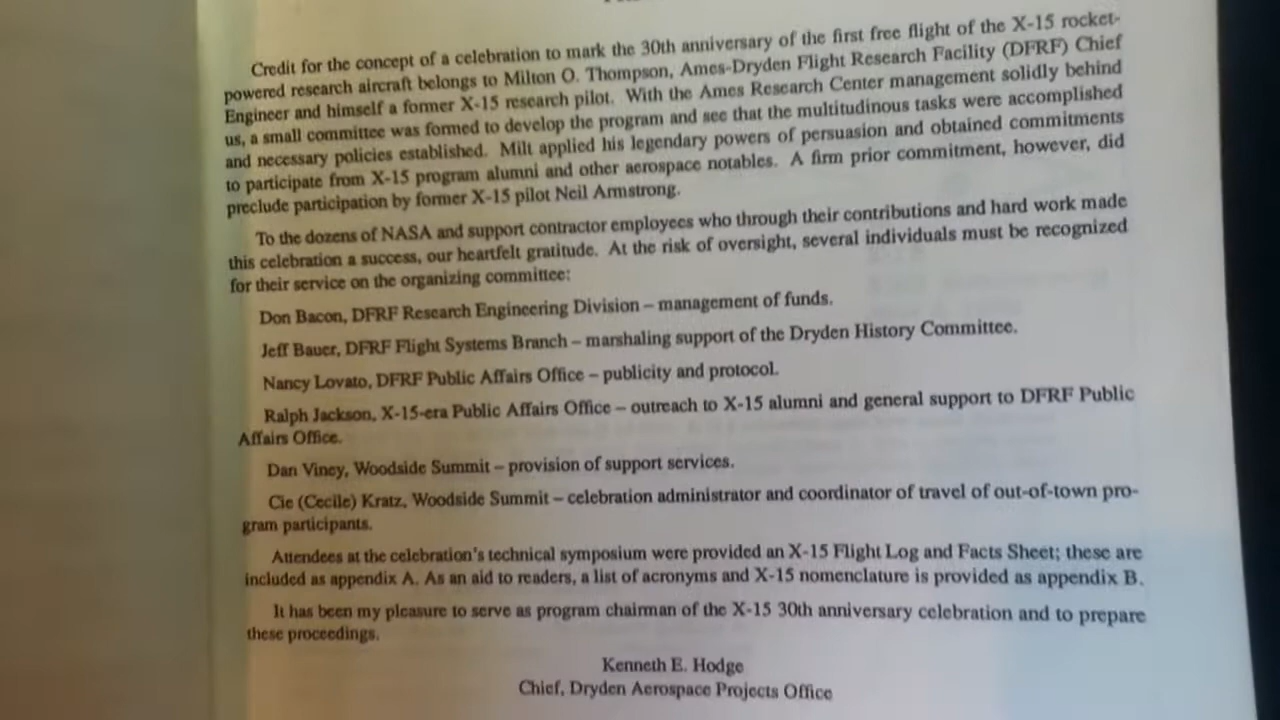 Credit for the concept of a celebration to mark the 30th anniversary of the first free flight of the X-15 rocket-
powered research aircraft belongs to Milton O. Thompson, Ames-Dryden Flight Research Facility (DFRF) Chief
Engineer and himself a former X-15 research pilot. With the Ames Research Center management solidly behind
us, a small committee was formed to develop the program and see that the multitudinous tasks were accomplished
and necessary policies established. Milt applied his legendary powers of persuasion and obtained commitments
to participate from X-15 program alumni and other aerospace notables. A firm prior commitment, however, did
preclude participation by former X-15 pilot Neil Armstrong.
To the dozens of NASA and support contractor employees who through their contributions and hard work made
this celebration a success, our heartfelt gratitude. At the risk of oversight, several individuals must be recognized
for their service on the organizing committee:
Don Bacon, DFRF Research Engineering Division – management of funds.
Jeff Bauer, DFRF Flight Systems Branch – marshaling support of the Dryden History Committee.
Nancy Lovato, DFRF Public Affairs Office – publicity and protocol.
Ralph Jackson, X-15-era Public Affairs Office – outreach to X-15 alumni and general support to DFRF Public
Affairs Office.
Dan Viney, Woodside Summit – provision of support services.
Cie (Cecile) Kratz, Woodside Summit – celebration administrator and coordinator of travel of out-of-town pro-
gram participants.
Attendees at the celebration's technical symposium were provided an X-15 Flight Log and Facts Sheet; these are
included as appendix A. As an aid to readers, a list of acronyms and X-15 nomenclature is provided as appendix B.
It has been my pleasure to serve as program chairman of the X-15 30th anniversary celebration and to prepare
these proceedings.
Kenneth E. Hodge
Chief, Dryden Aerospace Projects Office